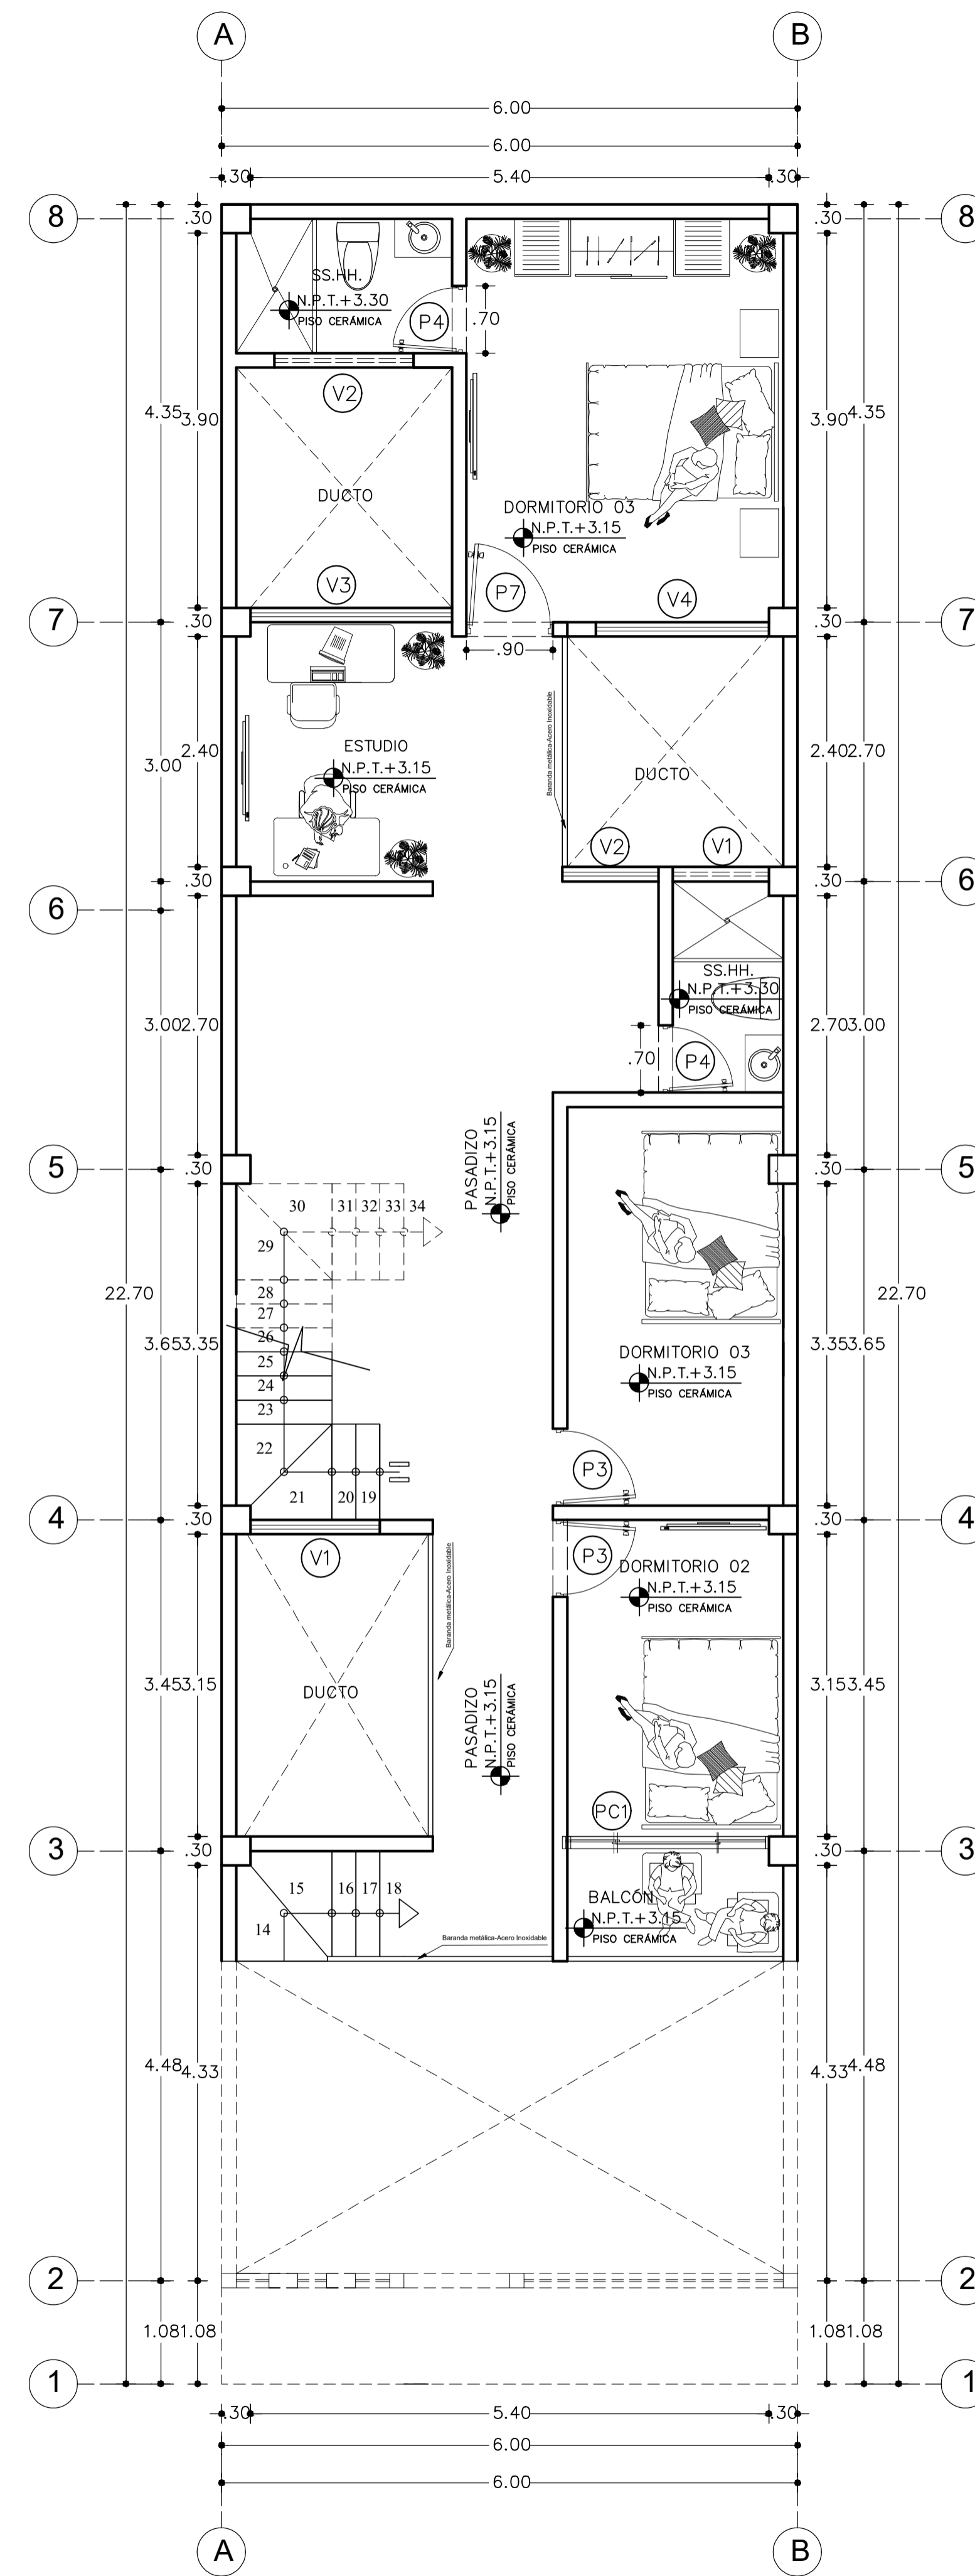 A B
6.00
6.00
.30 5.40 .30
8 .30 .30 8
SS.HH.
N.P.T.+3.30
PISO CERÁMICA
P4
.70
V2
4.35 3.90 3.90 4.35
DUCTO
DORMITORIO 03
N.P.T.+3.15
PISO CERÁMICA
V3
P7
V4
7 .30 .30 7
.90
Baranda metálica-Acero Inoxidable
ESTUDIO
N.P.T.+3.15
PISO CERÁMICA
3.00 2.40 2.40 2.70
DUCTO
V2 V1
6 .30 .30 6
SS.HH.
N.P.T.+3.30
PISO CERÁMICA
3.00 2.70 2.70 3.00
.70
P4
PASADIZO
N.P.T.+3.15
PISO CERÁMICA
5 .30 .30 5
30 31 32 33 34
29
28
27
26
25
24
23
22
21 20 19
22.70 22.70
3.65 3.35 3.35 3.65
DORMITORIO 03
N.P.T.+3.15
PISO CERÁMICA
P3
4 .30 .30 4
V1
P3
DORMITORIO 02
N.P.T.+3.15
PISO CERÁMICA
Baranda metálica-Acero Inoxidable
3.45 3.15 3.15 3.45
DUCTO
PASADIZO
N.P.T.+3.15
PISO CERÁMICA
PC1
3 .30 .30 3
15 16 17 18
14
BALCÓN
N.P.T.+3.15
PISO CERÁMICA
Baranda metálica-Acero Inoxidable
4.48 4.33 4.33 4.48
2 2
1.08 1.08 1.08 1.08
1 1
.30 5.40 .30
6.00
6.00
A B